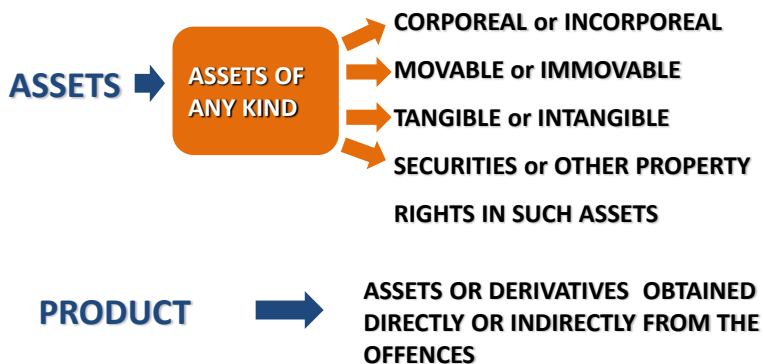 ASSETS
ASSETS OF
ANY KIND
CORPOREAL or INCORPOREAL
MOVABLE or IMMOVABLE
TANGIBLE or INTANGIBLE
SECURITIES or OTHER PROPERTY
RIGHTS IN SUCH ASSETS
PRODUCT
ASSETS OR DERIVATIVES OBTAINED
DIRECTLY OR INDIRECTLY FROM THE
OFFENCES